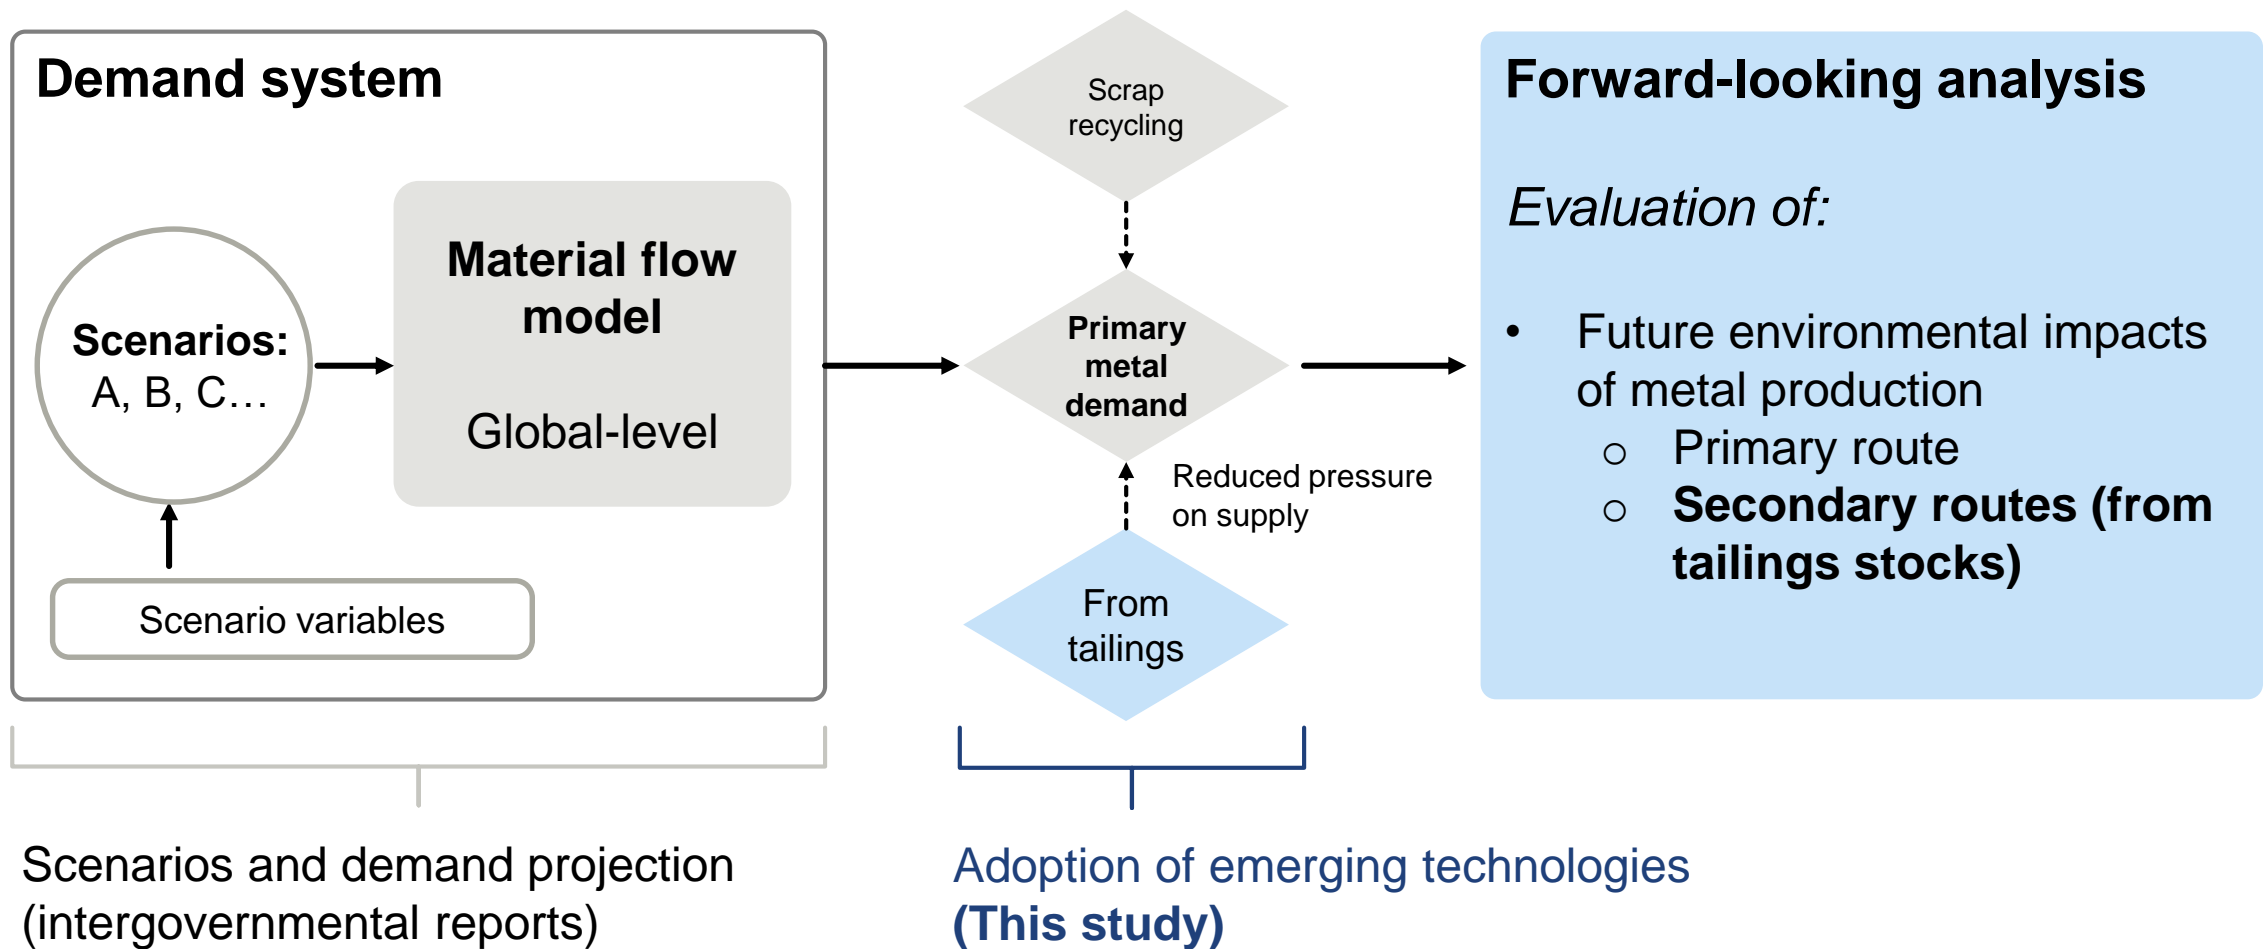 Demand system
Scenarios:
A, B, C…
Material flow
model
Global-level
Scenario variables
Scrap
recycling
Primary
metal
demand
Reduced pressure
on supply
From
tailings
Forward-looking analysis
Evaluation of:
• Future environmental impacts
of metal production
o Primary route
o Secondary routes (from
tailings stocks)
Scenarios and demand projection
(intergovernmental reports)
Adoption of emerging technologies
(This study)